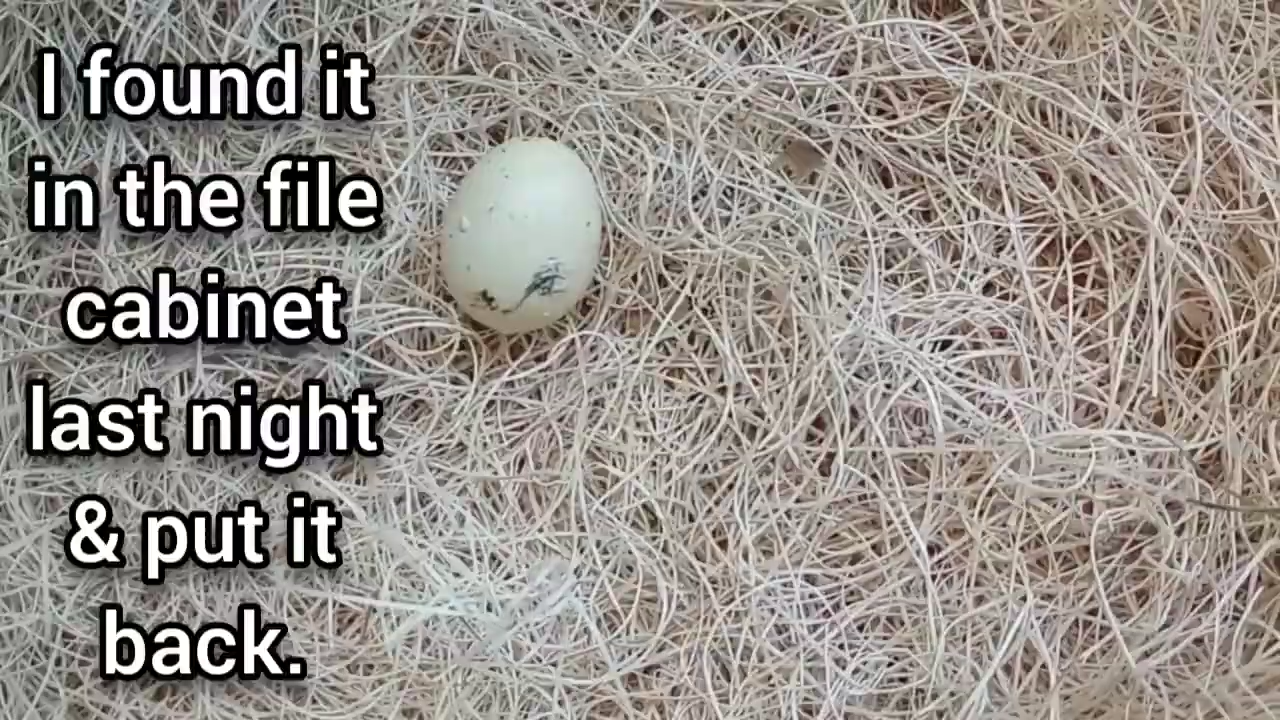 I found it
in the file
cabinet
last night
& put it
back.